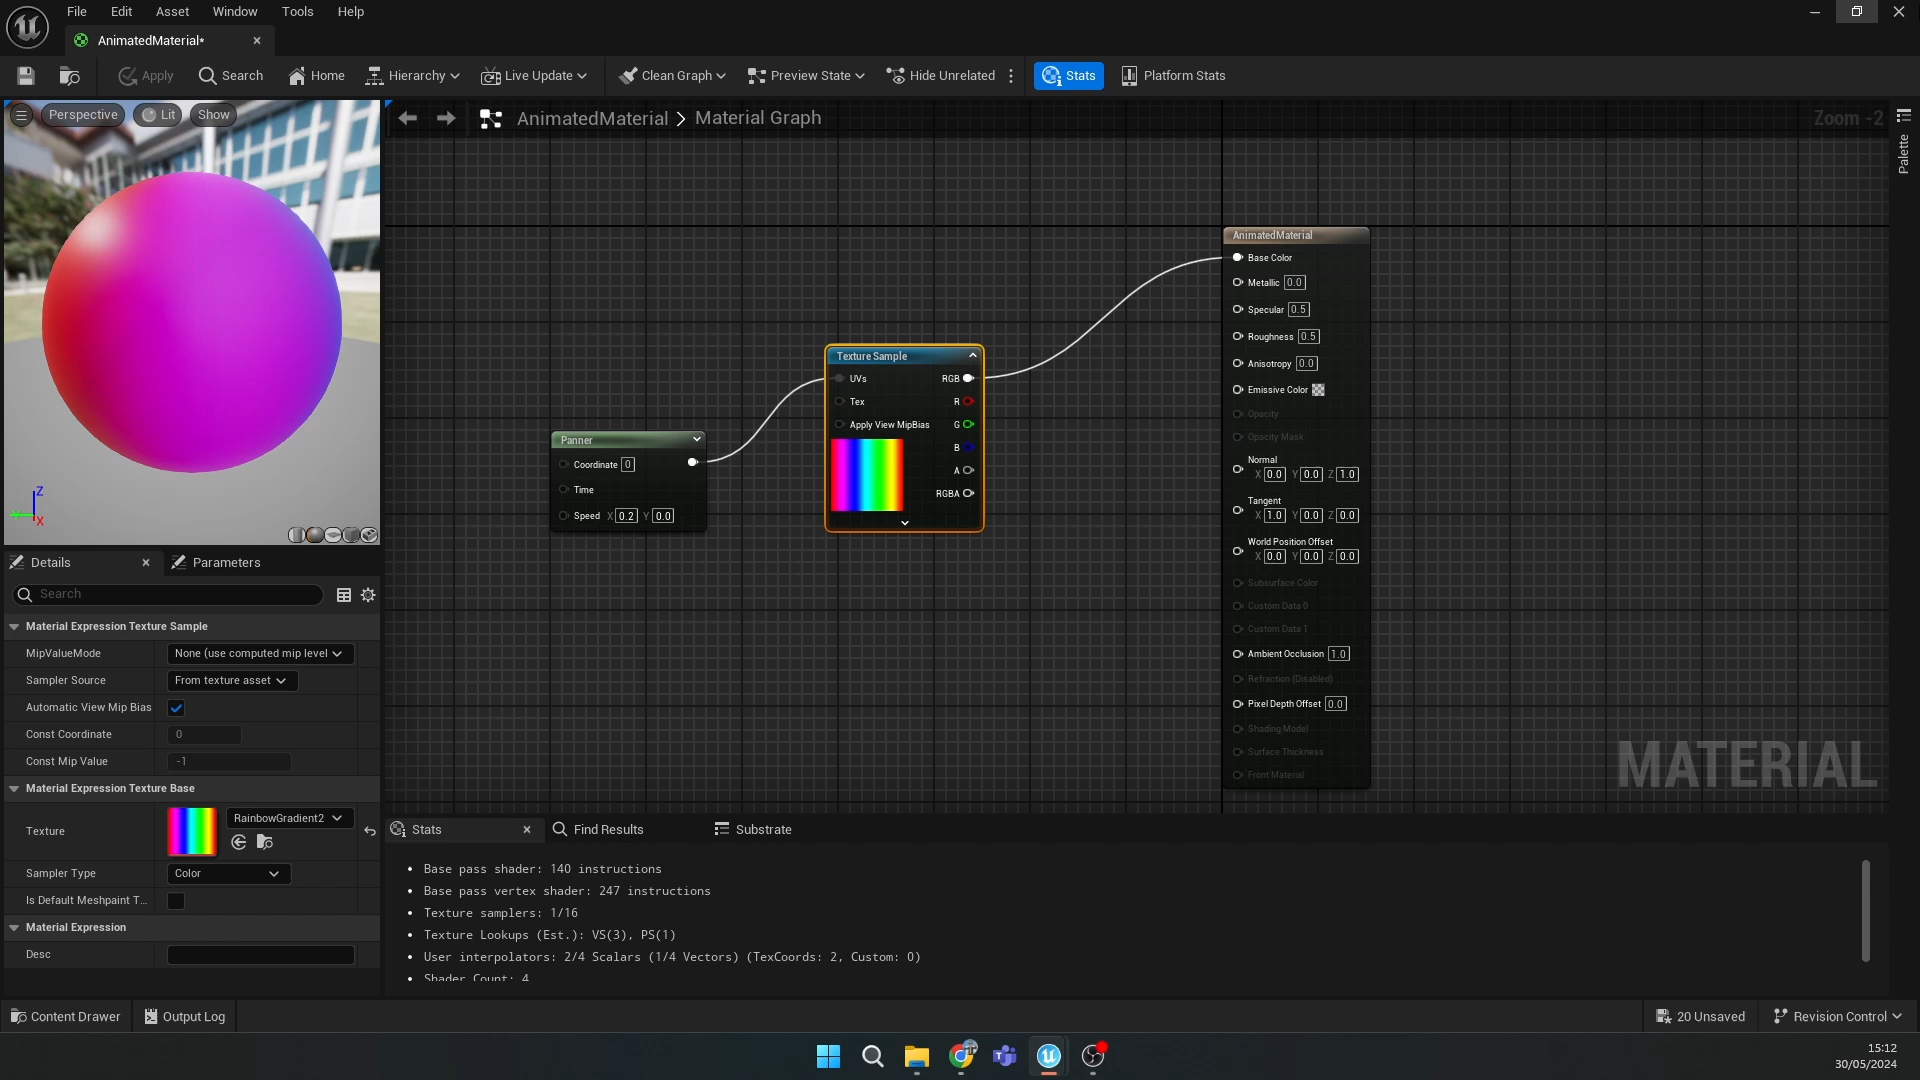 File Edit Asset Window Tools Help
AnimatedMaterial*
Apply Search Home Hierarchy Live Update Clean Graph Preview State Hide Unrelated Stats Platform Stats
Perspective Lit Show
AnimatedMaterial > Material Graph
Zoom -2
Palette
AnimatedMaterial
Base Color
Metallic 0.0
Specular 0.5
Roughness 0.5
Anisotropy 0.0
Emissive Color
Opacity
Opacity Mask
Normal
X 0.0 Y 0.0 Z 1.0
Tangent
X 1.0 Y 0.0 Z 0.0
World Position Offset
X 0.0 Y 0.0 Z 0.0
Subsurface Color
Custom Data 0
Custom Data 1
Ambient Occlusion 1.0
Refraction (Disabled)
Pixel Depth Offset 0.0
Shading Model
Surface Thickness
Front Material
Texture Sample
UVs RGB
Tex R
Apply View MipBias G
B
A
RGBA
Panner
Coordinate 0
Time
Speed X 0.2 Y 0.0
MATERIAL
Z
Y
X
Details Parameters
Search
Material Expression Texture Sample
MipValueMode None (use computed mip level
Sampler Source From texture asset
Automatic View Mip Bias
Const Coordinate 0
Const Mip Value -1
Material Expression Texture Base
Texture RainbowGradient2
Sampler Type Color
Is Default Meshpaint T...
Material Expression
Desc
Stats Find Results Substrate
• Base pass shader: 140 instructions
• Base pass vertex shader: 247 instructions
• Texture samplers: 1/16
• Texture Lookups (Est.): VS(3), PS(1)
• User interpolators: 2/4 Scalars (1/4 Vectors) (TexCoords: 2, Custom: 0)
• Shader Count: 4
Content Drawer Output Log 20 Unsaved Revision Control
15:12
30/05/2024